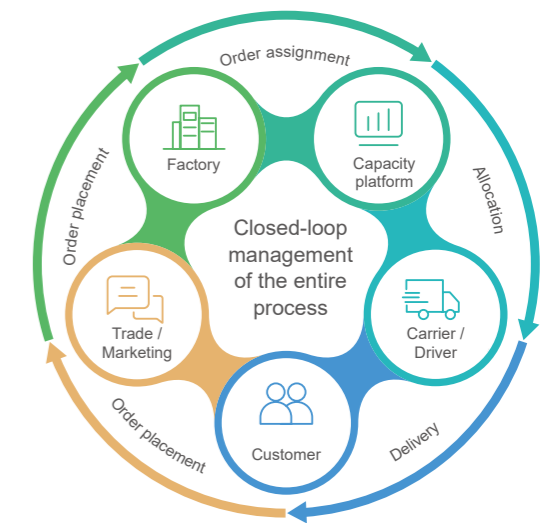 Order assignment
Factory
Capacity
platform
Order placement
Allocation
Closed-loop
management
of the entire
process
Trade /
Marketing
Carrier /
Driver
Order placement
Customer
Delivery